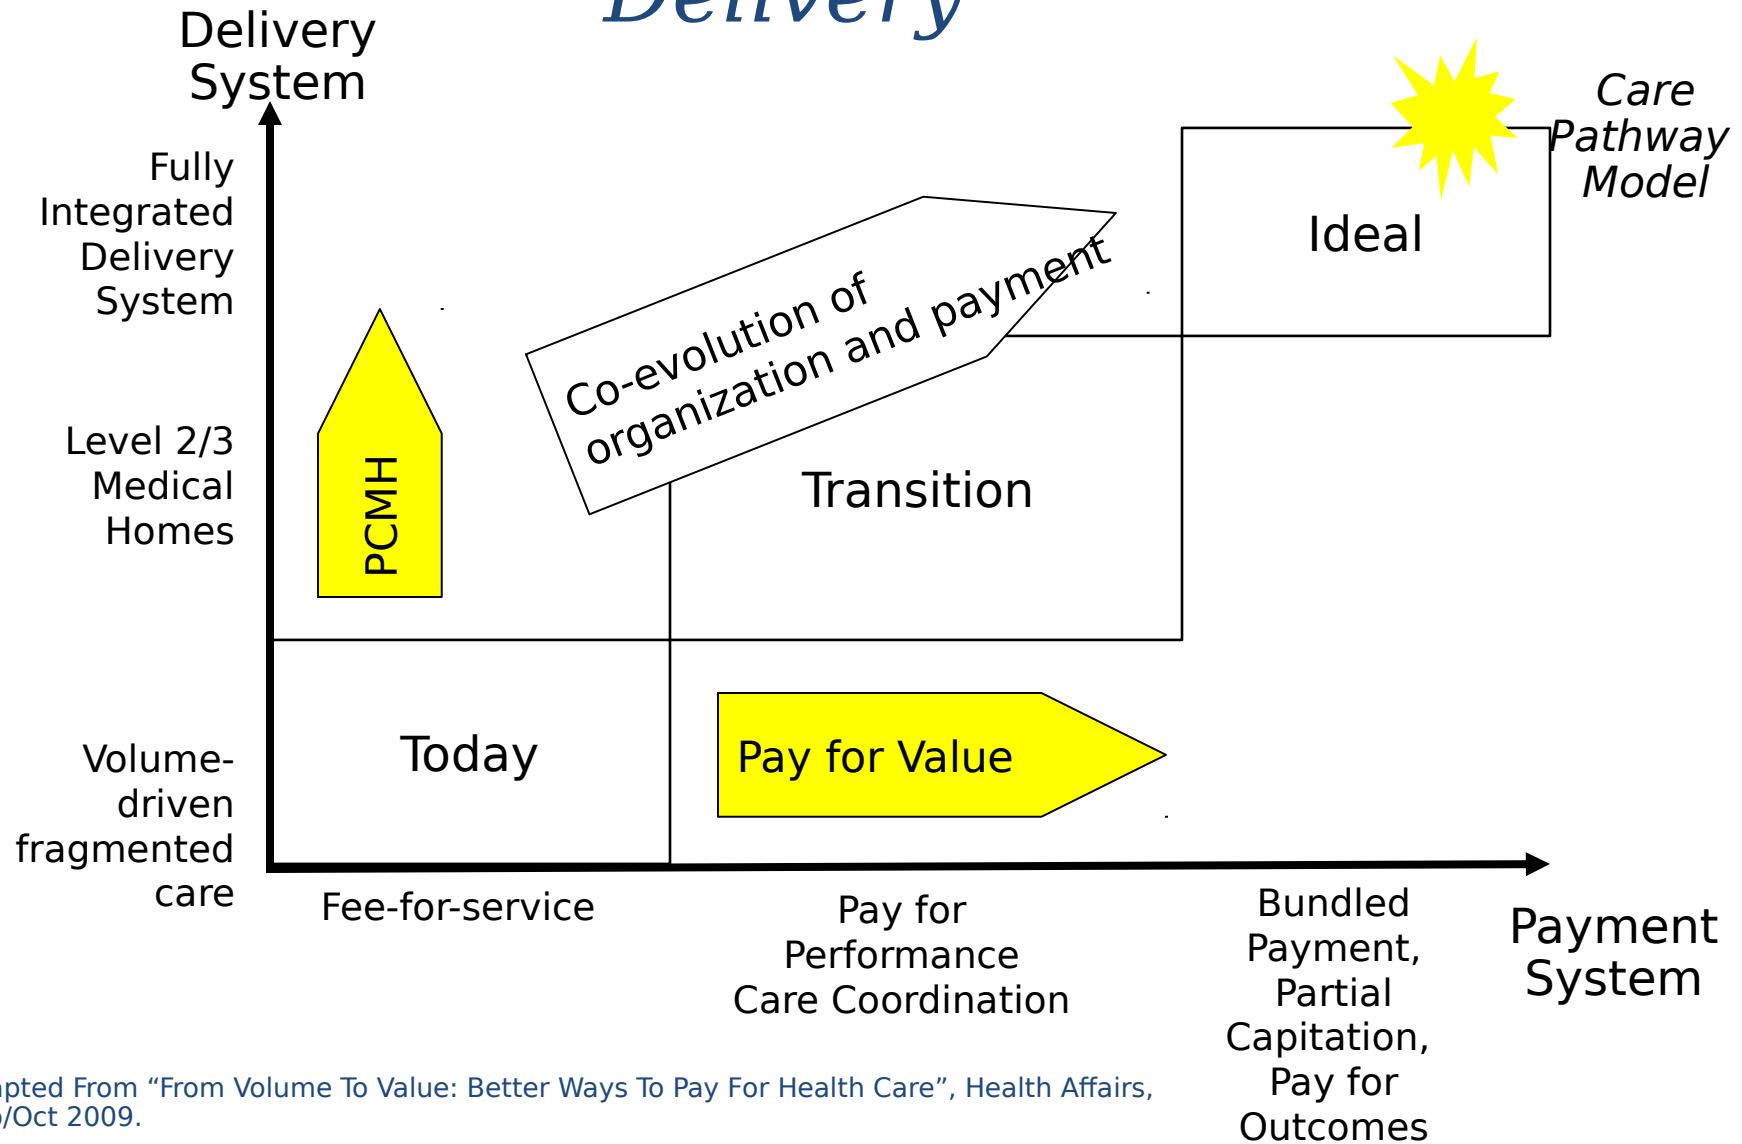 Delivery
Delivery
System
Care
Pathway
Model
Fully
Integrated
Delivery
System
Ideal
Co-evolution of
organization and payment
Level 2/3
Medical
Homes
PCMH
Transition
Volume-
driven
fragmented
care
Today
Pay for Value
Fee-for-service
Pay for
Performance
Care Coordination
Bundled
Payment,
Partial
Capitation,
Pay for
Outcomes
Payment
System
From “From Volume To Value: Better Ways To Pay For Health Care”, Health Affairs,
/Oct 2009.